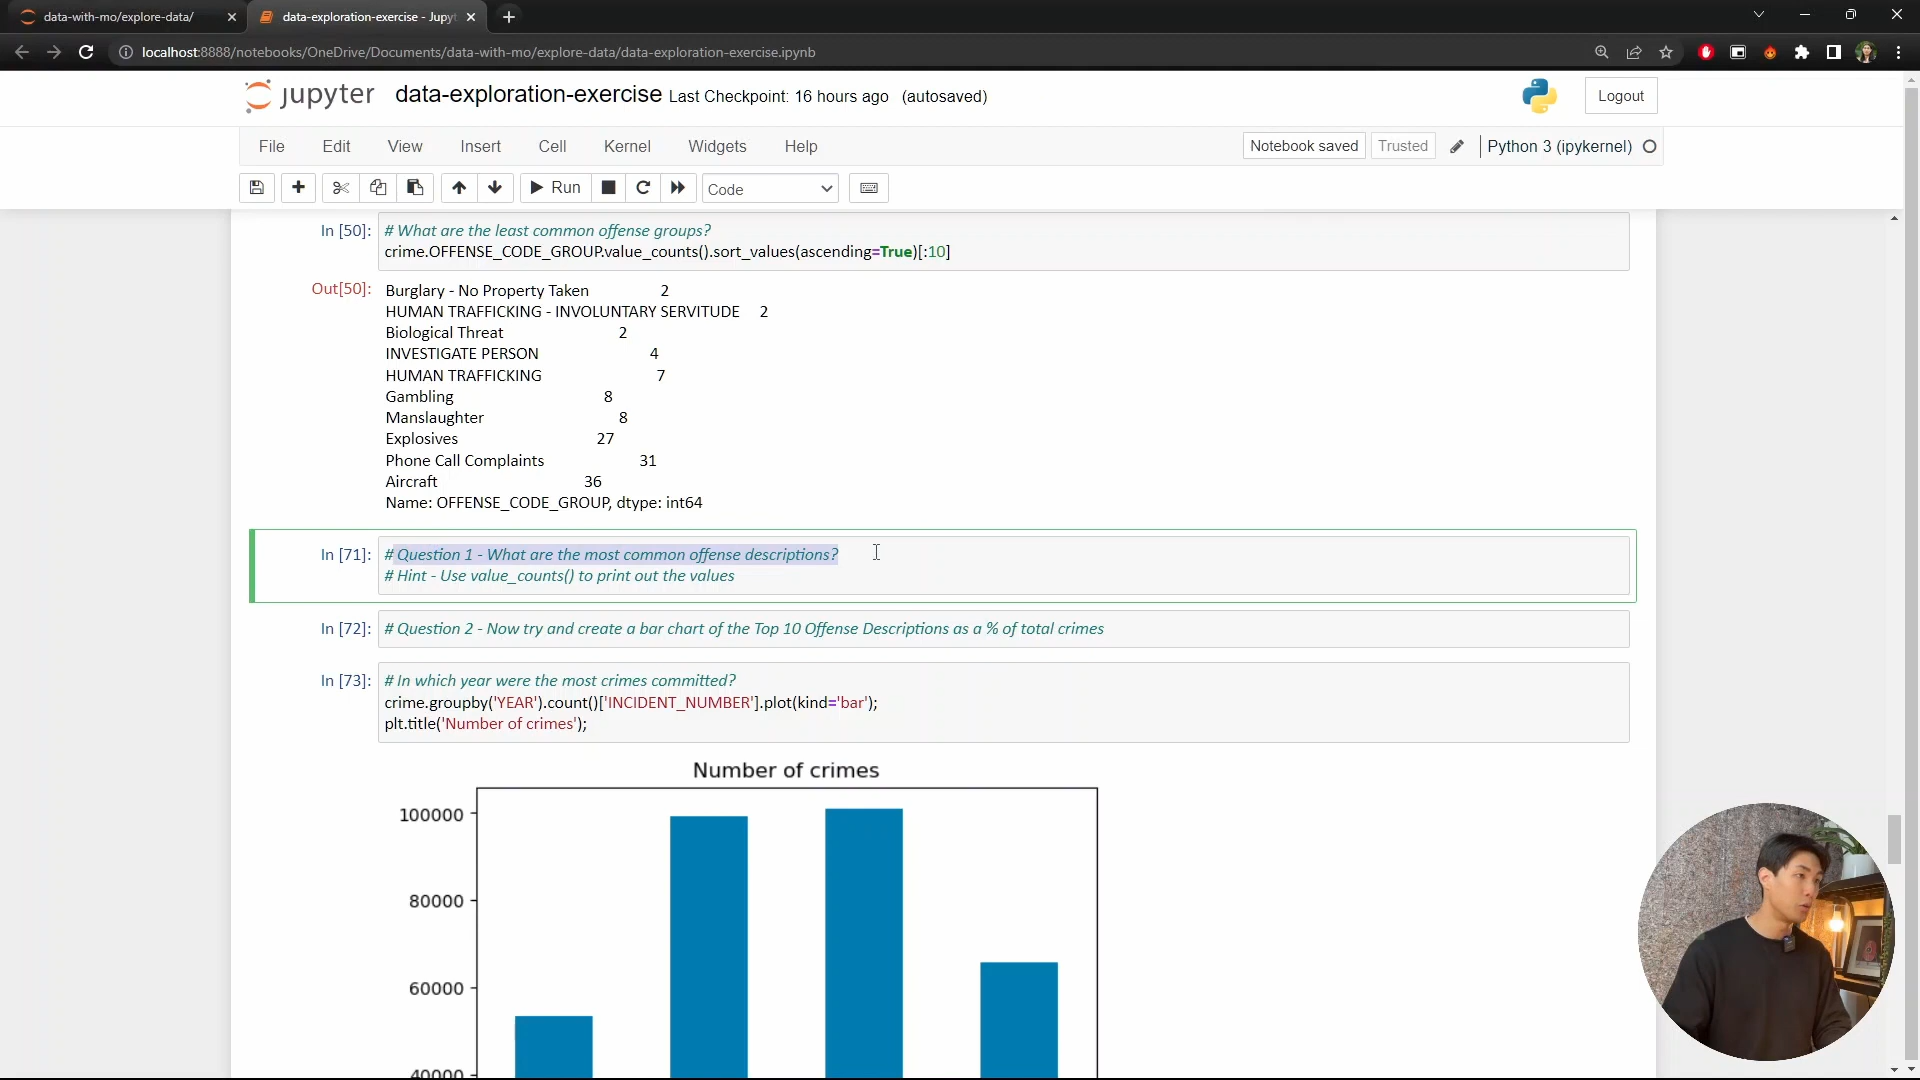 data-with-mo/explore-data/
data-exploration-exercise - Jupyt
localhost:8888/notebooks/OneDrive/Documents/data-with-mo/explore-data/data-exploration-exercise.ipynb
jupyter data-exploration-exercise Last Checkpoint: 16 hours ago (autosaved)
Logout
File Edit View Insert Cell Kernel Widgets Help
Notebook saved Trusted Python 3 (ipykernel)
Run Code
In [50]: # What are the least common offense groups?
crime.OFFENSE_CODE_GROUP.value_counts().sort_values(ascending=True)[:10]
Out[50]: Burglary - No Property Taken 2
HUMAN TRAFFICKING - INVOLUNTARY SERVITUDE 2
Biological Threat 2
INVESTIGATE PERSON 4
HUMAN TRAFFICKING 7
Gambling 8
Manslaughter 8
Explosives 27
Phone Call Complaints 31
Aircraft 36
Name: OFFENSE_CODE_GROUP, dtype: int64
In [71]: # Question 1 - What are the most common offense descriptions?
# Hint - Use value_counts() to print out the values
In [72]: # Question 2 - Now try and create a bar chart of the Top 10 Offense Descriptions as a % of total crimes
In [73]: # In which year were the most crimes committed?
crime.groupby('YEAR').count()['INCIDENT_NUMBER'].plot(kind='bar');
plt.title('Number of crimes');
Number of crimes
100000
80000
60000
40000